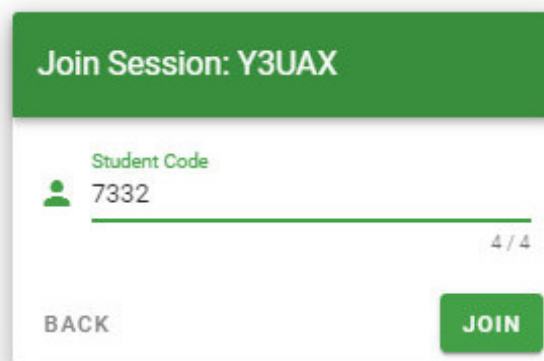 Join Session: Y3UAX
Student Code
7332
4 / 4
BACK
JOIN